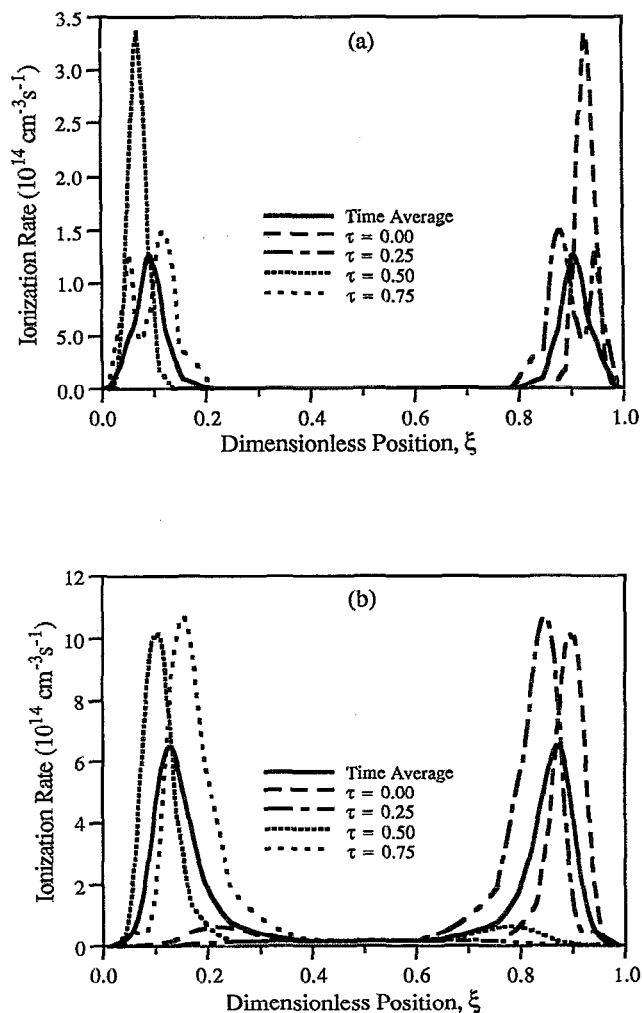 (a)
Ionization Rate (10^14 cm^-3 s^-1)
3.5
3.0
2.5
2.0
1.5
1.0
5.0
0.0
Time Average
τ = 0.00
τ = 0.25
τ = 0.50
τ = 0.75
0.0 0.2 0.4 0.6 0.8 1.0
Dimensionless Position, ξ
(b)
Ionization Rate (10^14 cm^-3 s^-1)
12
10
8
6
4
2
0
Time Average
τ = 0.00
τ = 0.25
τ = 0.50
τ = 0.75
0.0 0.2 0.4 0.6 0.8 1.0
Dimensionless Position, ξ